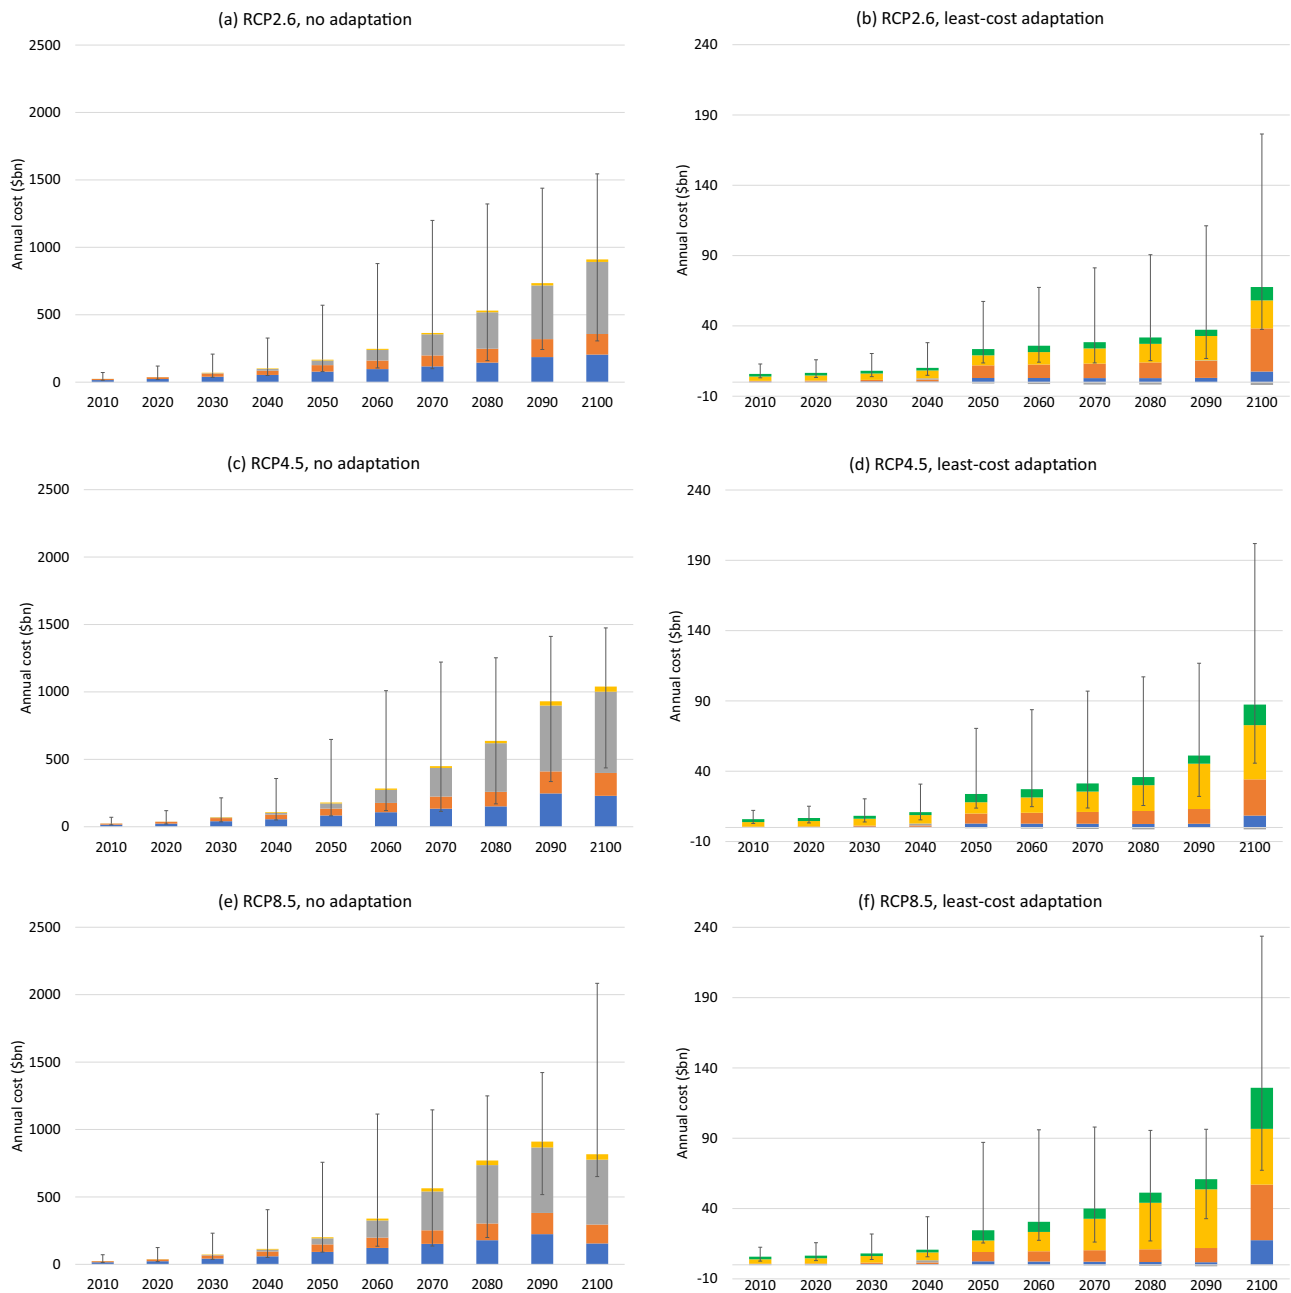 (a) RCP2.6, no adaptation
2500
2000
1500
1000
500
0
Annual cost ($bn)
2010 2020 2030 2040 2050 2060 2070 2080 2090 2100
(b) RCP2.6, least-cost adaptation
240
190
140
90
40
-10
Annual cost ($bn)
2010 2020 2030 2040 2050 2060 2070 2080 2090 2100
(c) RCP4.5, no adaptation
2500
2000
1500
1000
500
0
Annual cost ($bn)
2010 2020 2030 2040 2050 2060 2070 2080 2090 2100
(d) RCP4.5, least-cost adaptation
240
190
140
90
40
-10
Annual cost ($bn)
2010 2020 2030 2040 2050 2060 2070 2080 2090 2100
(e) RCP8.5, no adaptation
2500
2000
1500
1000
500
0
Annual cost ($bn)
2010 2020 2030 2040 2050 2060 2070 2080 2090 2100
(f) RCP8.5, least-cost adaptation
240
190
140
90
40
-10
Annual cost ($bn)
2010 2020 2030 2040 2050 2060 2070 2080 2090 2100